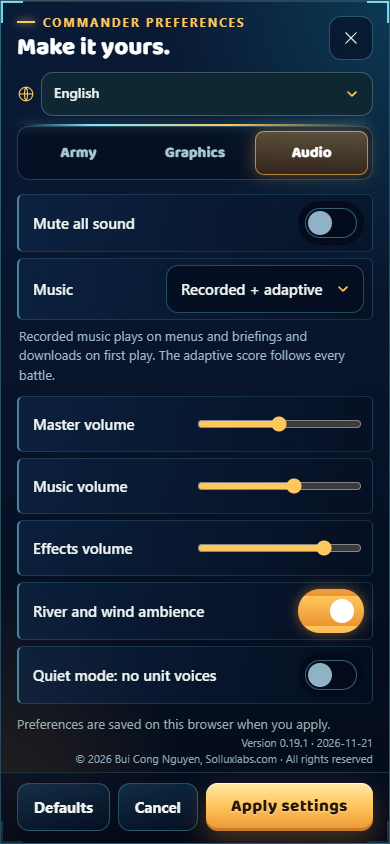 COMMANDER PREFERENCES
Make it yours.
English
Army Graphics Audio
Mute all sound
Music Recorded + adaptive
Recorded music plays on menus and briefings and
downloads on first play. The adaptive score follows every
battle.
Master volume
Music volume
Effects volume
River and wind ambience
Quiet mode: no unit voices
Preferences are saved on this browser when you apply.
Version 0.19.1 · 2026-11-21
© 2026 Bui Cong Nguyen, Solluxlabs.com · All rights reserved
Defaults Cancel Apply settings